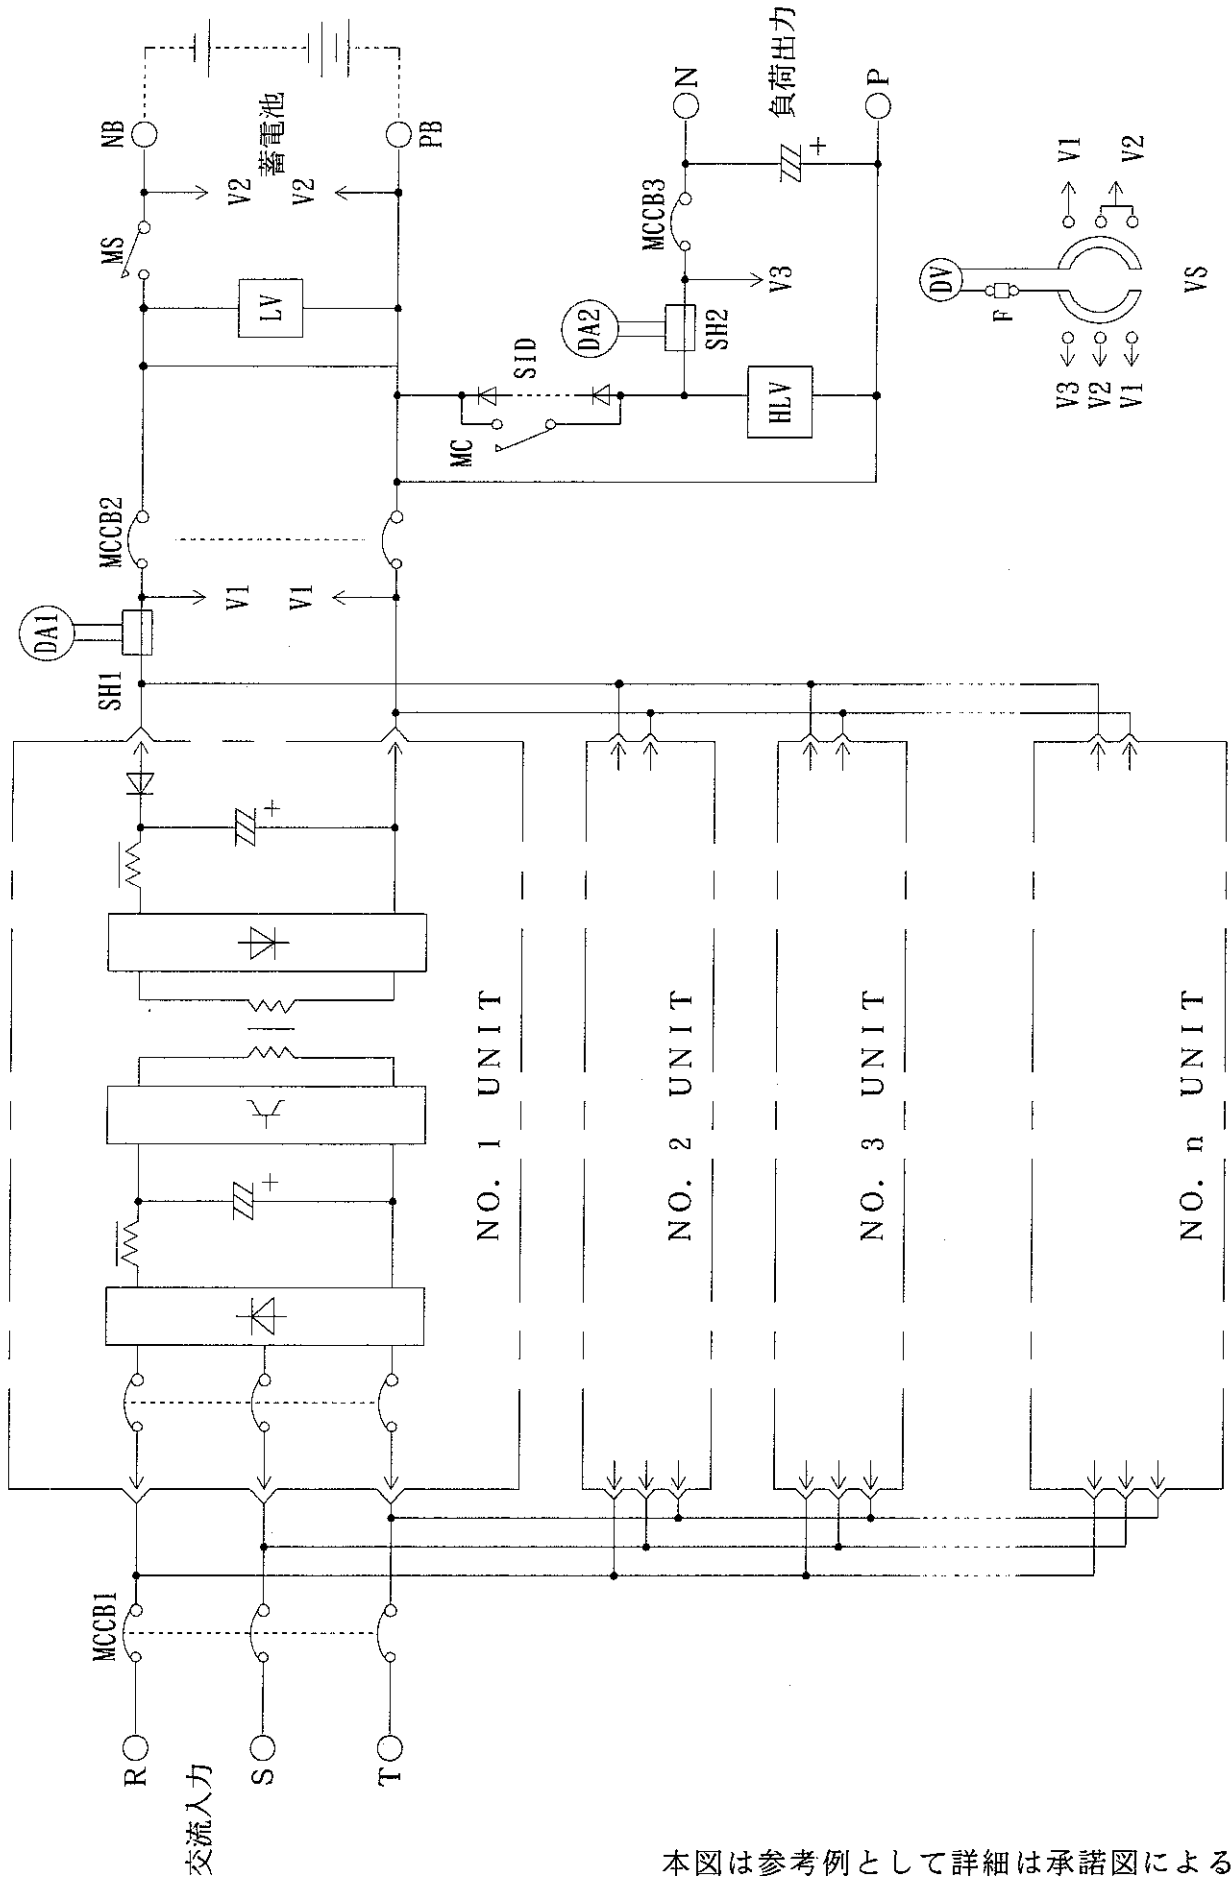 交流入力
R
S
T
MCCB1
NO. 1 UNIT
NO. 2 UNIT
NO. 3 UNIT
NO. n UNIT
SH1
DA1
V1
V1
MCCB2
MC
SID
HLV
DA2
SH2
V3
MCCB3
LV
MS
V2
V2
NB
蓄電池
PB
N
負荷出力
P
+
+
+
DV
F
V3
V2
V1
V1
V2
VS
本図は参考例として詳細は承諾図による